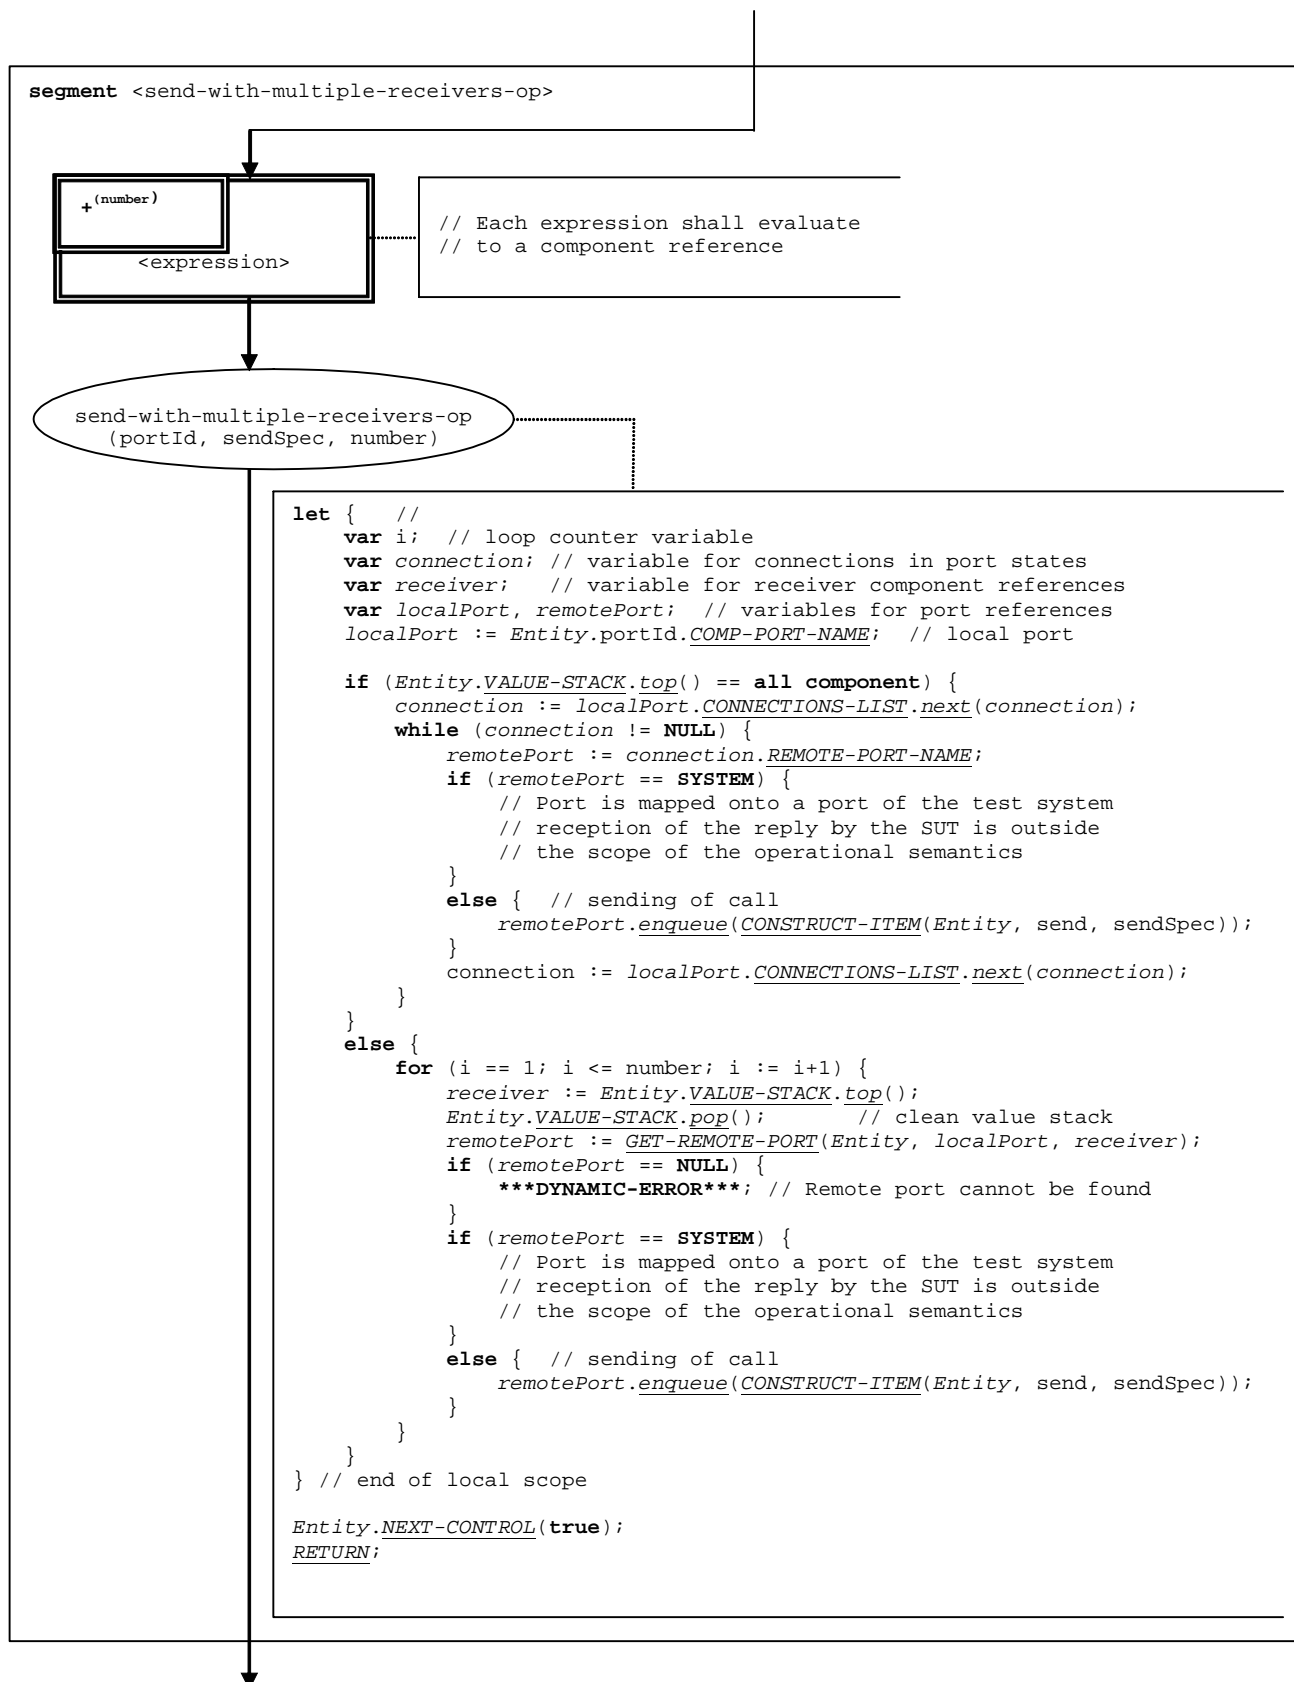 segment <send-with-multiple-receivers-op>
+(number)
<expression>
// Each expression shall evaluate
// to a component reference
send-with-multiple-receivers-op
(portId, sendSpec, number)
let {   //
    var i;  // loop counter variable
    var connection; // variable for connections in port states
    var receiver;   // variable for receiver component references
    var localPort, remotePort;  // variables for port references
    localPort := Entity.portId.COMP-PORT-NAME;  // local port
    if (Entity.VALUE-STACK.top() == all component) {
        connection := localPort.CONNECTIONS-LIST.next(connection);
        while (connection != NULL) {
            remotePort := connection.REMOTE-PORT-NAME;
            if (remotePort == SYSTEM) {
                // Port is mapped onto a port of the test system
                // reception of the reply by the SUT is outside
                // the scope of the operational semantics
            }
            else {  // sending of call
                remotePort.enqueue(CONSTRUCT-ITEM(Entity, send, sendSpec));
            }
            connection := localPort.CONNECTIONS-LIST.next(connection);
        }
    }
    else {
        for (i == 1; i <= number; i := i+1) {
            receiver := Entity.VALUE-STACK.top();
            Entity.VALUE-STACK.pop();       // clean value stack
            remotePort := GET-REMOTE-PORT(Entity, localPort, receiver);
            if (remotePort == NULL) {
                ***DYNAMIC-ERROR***; // Remote port cannot be found
            }
            if (remotePort == SYSTEM) {
                // Port is mapped onto a port of the test system
                // reception of the reply by the SUT is outside
                // the scope of the operational semantics
            }
            else {  // sending of call
                remotePort.enqueue(CONSTRUCT-ITEM(Entity, send, sendSpec));
            }
        }
    }
} // end of local scope
Entity.NEXT-CONTROL(true);
RETURN;